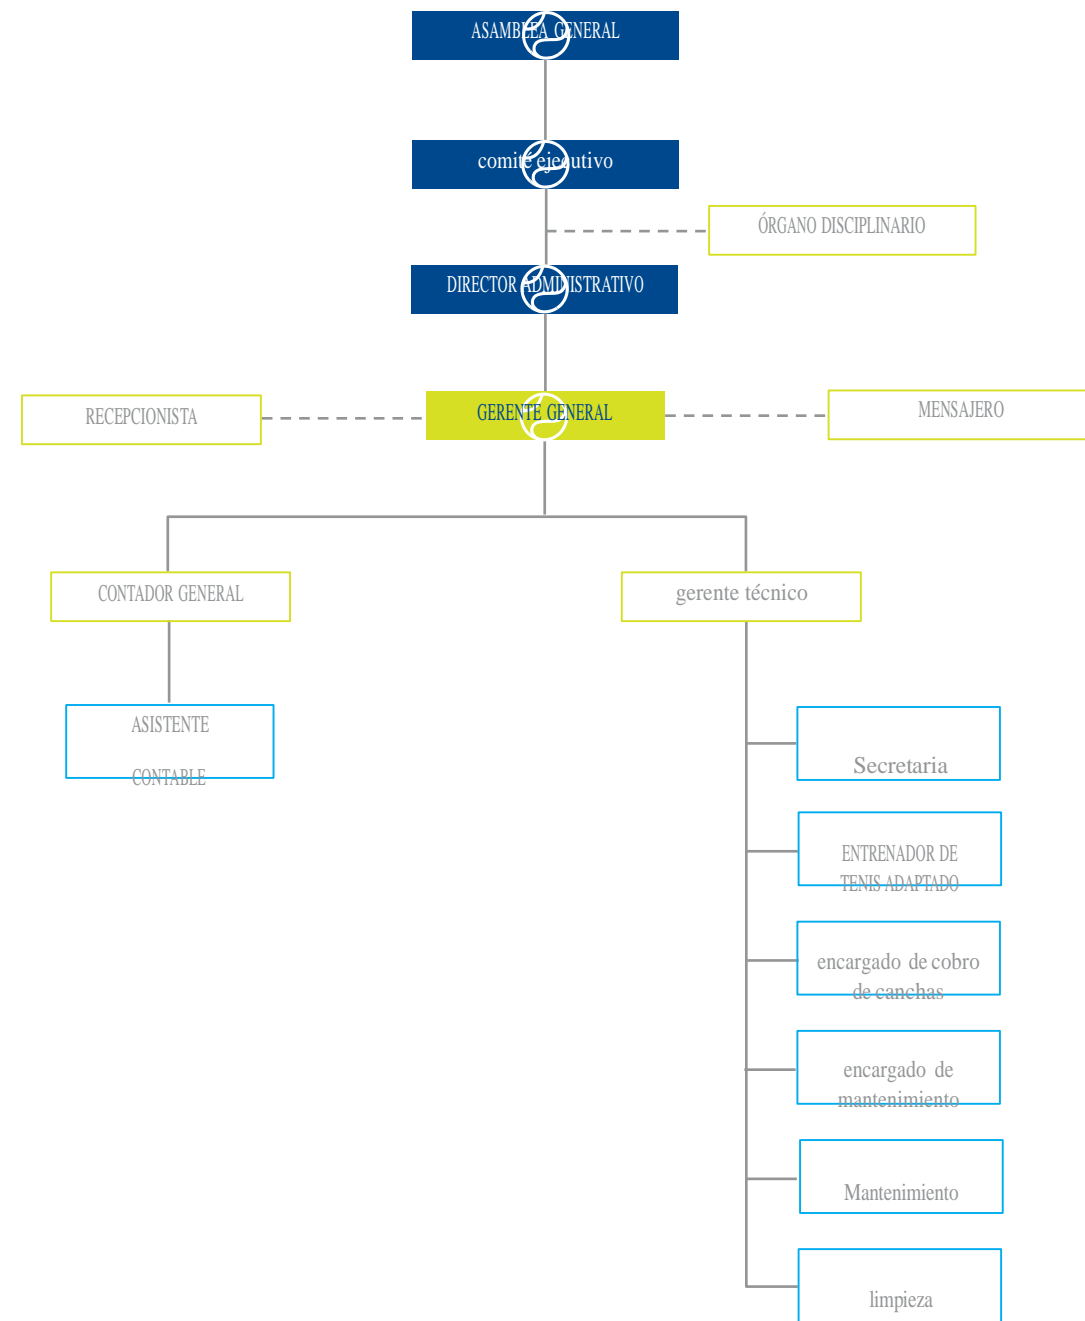 ASAMBLEA GENERAL
comité ejecutivo
ÓRGANO DISCIPLINARIO
DIRECTOR ADMINISTRATIVO
RECEPCIONISTA
GERENTE GENERAL
MENSAJERO
CONTADOR GENERAL
gerente técnico
ASISTENTE
CONTABLE
Secretaria
ENTRENADOR DE
TENIS ADAPTADO
encargado de cobro
de canchas
encargado de
mantenimiento
Mantenimiento
limpieza